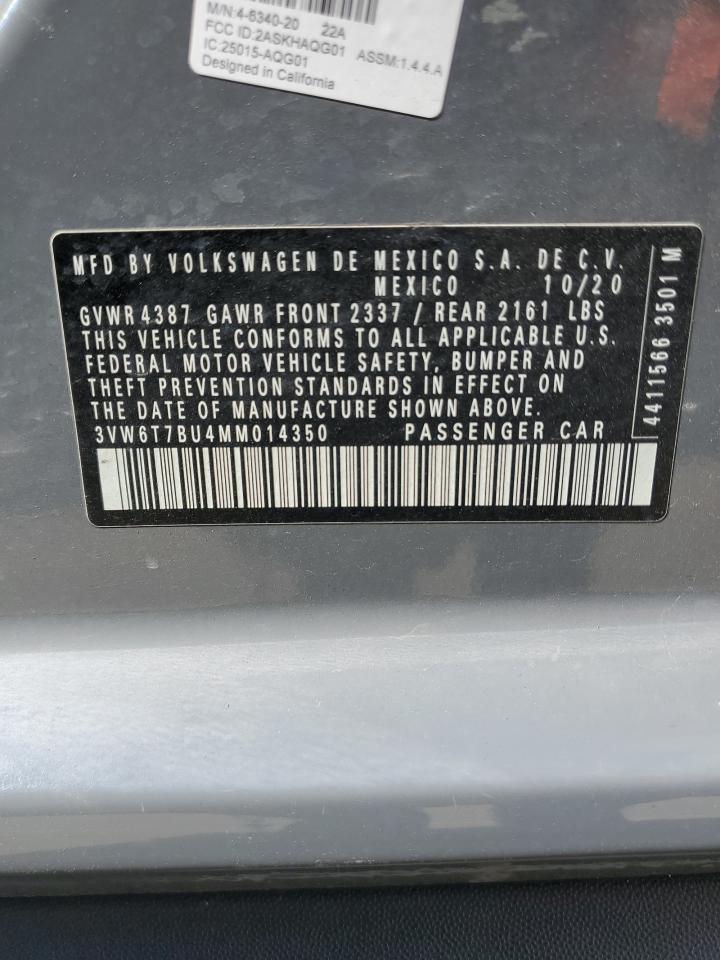 M/N:4-6340-20 22A
FCC ID:2ASKHAQG01 ASSM:1.4.4.A
IC:25015-AQG01
Designed in California
MFD BY VOLKSWAGEN DE MEXICO S.A. DE C.V.
MEXICO 10/20
GVWR 4387 GAWR FRONT 2337 / REAR 2161 LBS
THIS VEHICLE CONFORMS TO ALL APPLICABLE U.S.
FEDERAL MOTOR VEHICLE SAFETY, BUMPER AND
THEFT PREVENTION STANDARDS IN EFFECT ON
THE DATE OF MANUFACTURE SHOWN ABOVE.
3VW6T7BU4MM014350 PASSENGER CAR
4411566 3501 M